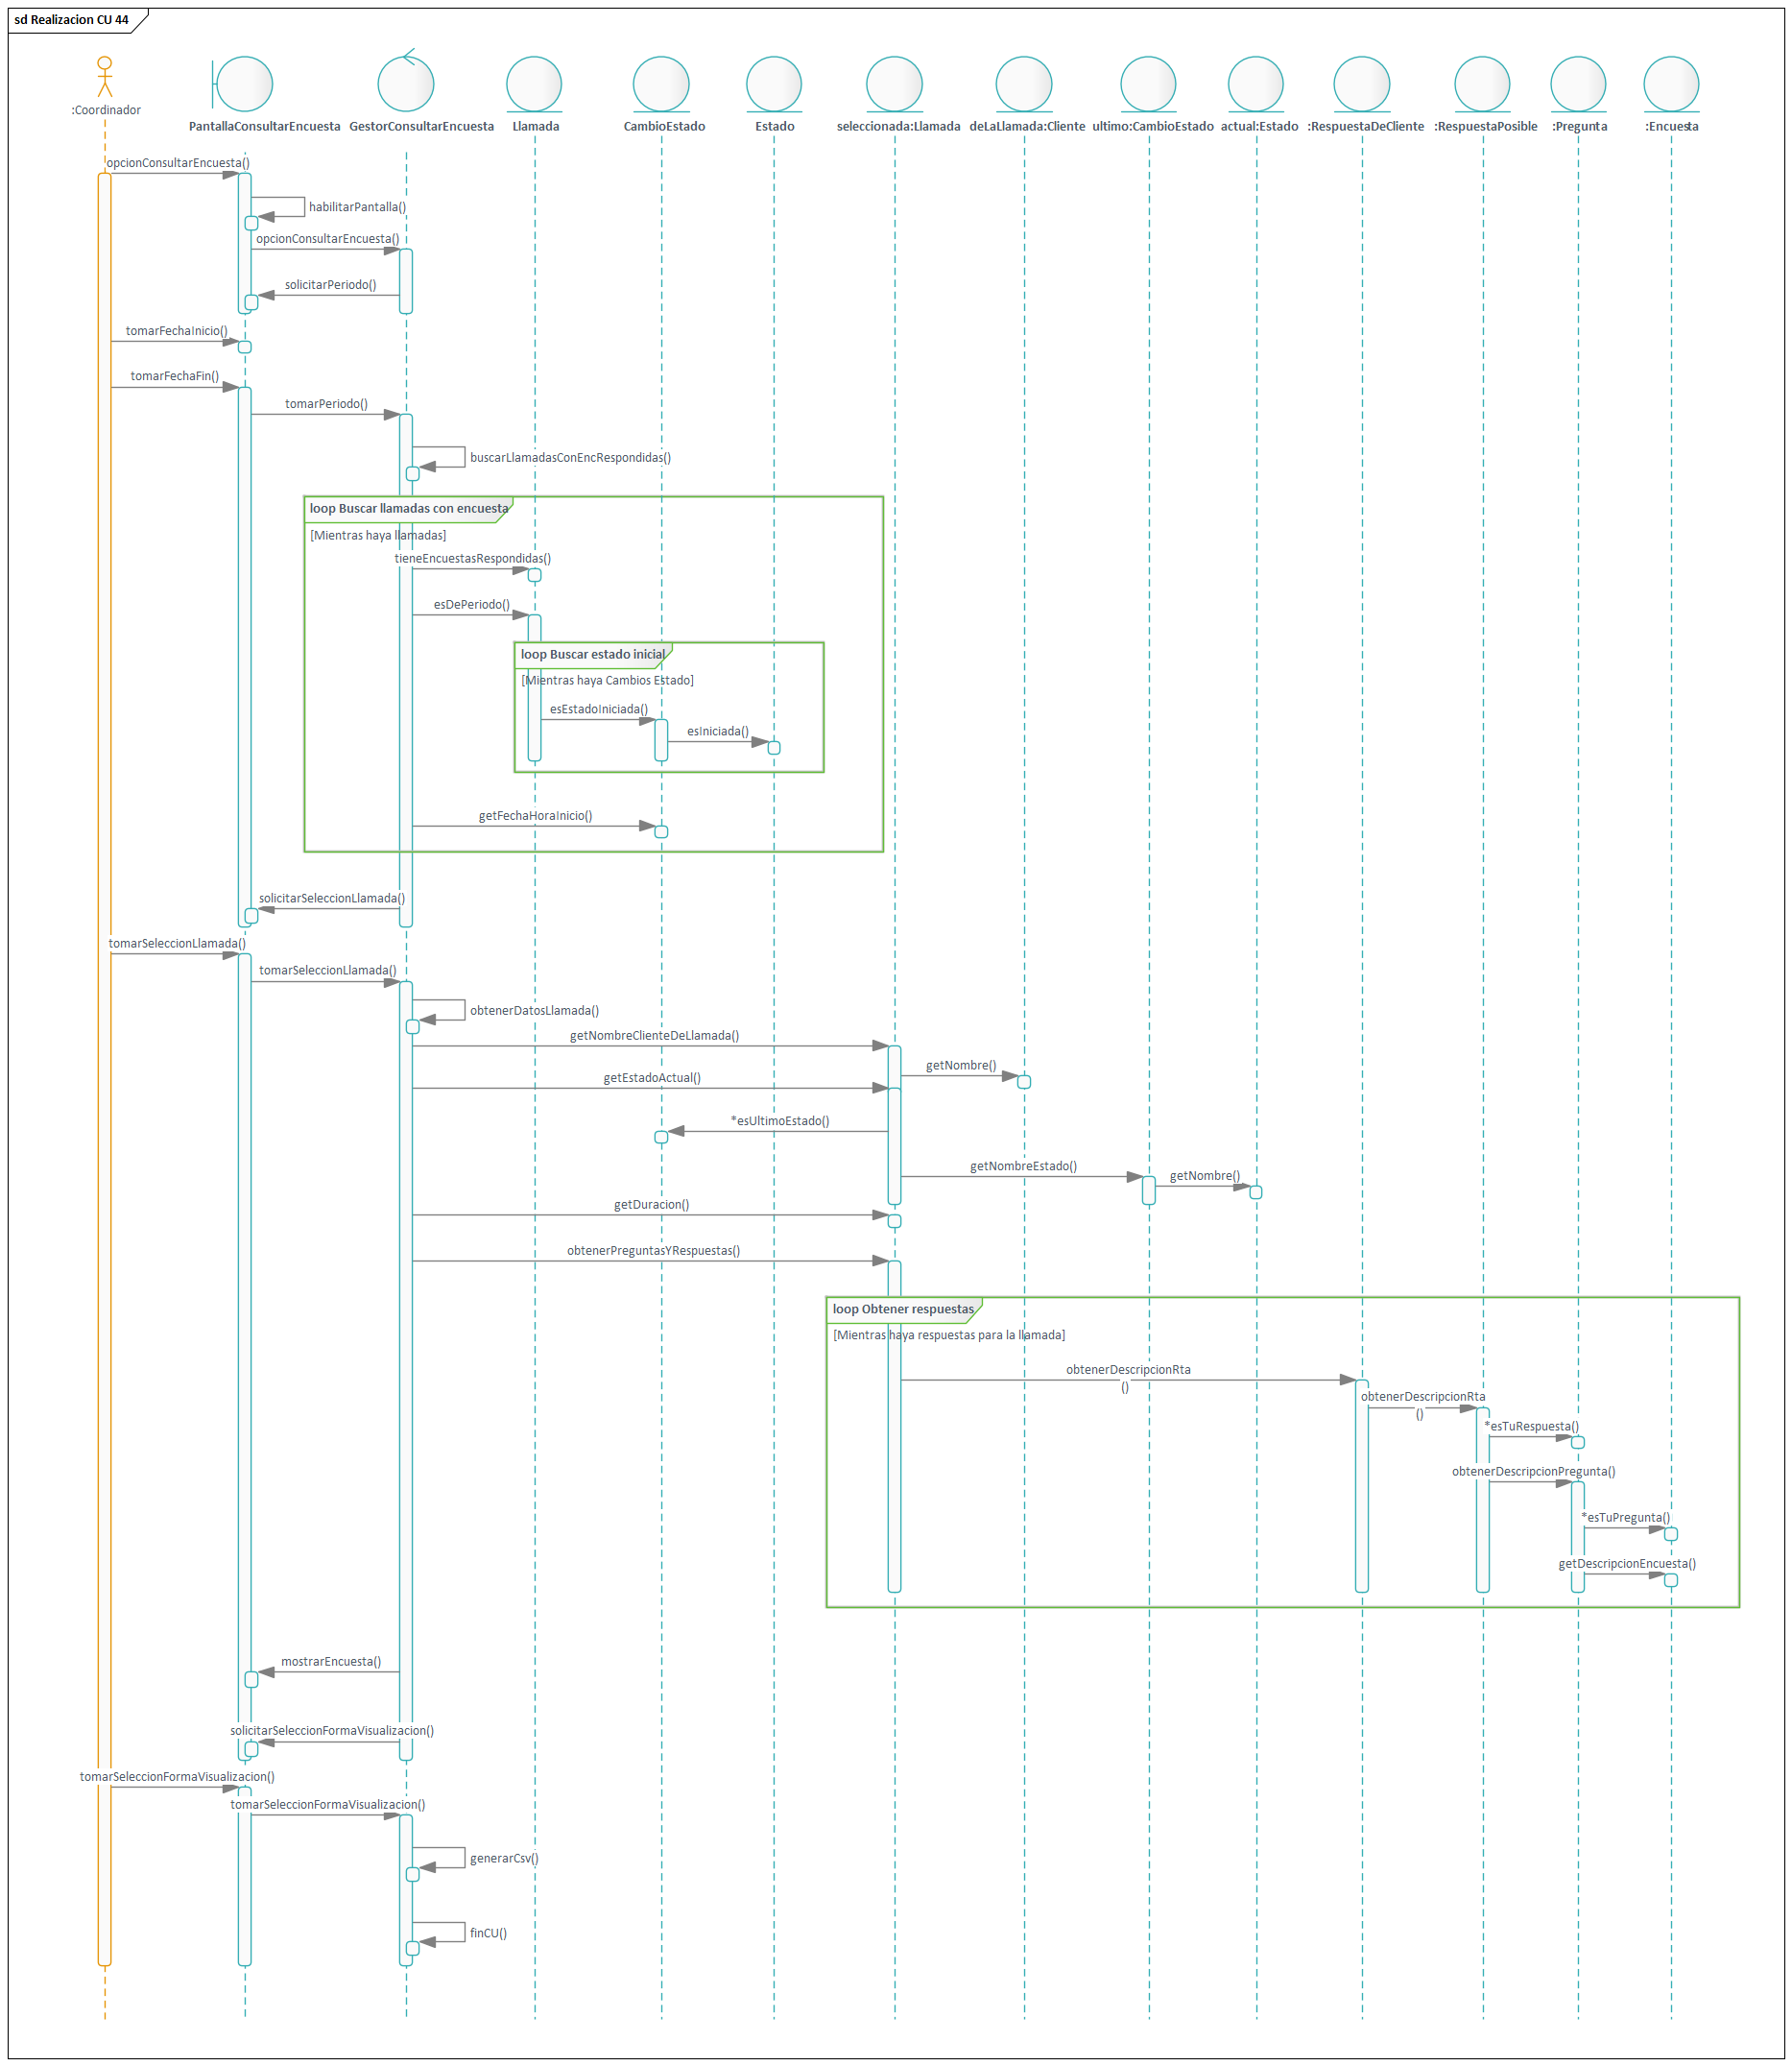 sd Realizacion CU 44
:Coordinador
PantallaConsultarEncuesta
GestorConsultarEncuesta
Llamada
CambioEstado
Estado
seleccionada:Llamada
deLaLlamada:Cliente
ultimo:CambioEstado
actual:Estado
:RespuestaDeCliente
:RespuestaPosible
:Pregunta
:Encuesta
opcionConsultarEncuesta()
habilitarPantalla()
opcionConsultarEncuesta()
solicitarPeriodo()
tomarFechaInicio()
tomarFechaFin()
tomarPeriodo()
buscarLlamadasConEncRespondidas()
loop Buscar llamadas con encuesta
[Mientras haya llamadas]
tieneEncuestasRespondidas()
esDePeriodo()
loop Buscar estado inicial
[Mientras haya Cambios Estado]
esEstadoIniciada()
esIniciada()
getFechaHoraInicio()
solicitarSeleccionLlamada()
tomarSeleccionLlamada()
tomarSeleccionLlamada()
obtenerDatosLlamada()
getNombreClienteDeLlamada()
getNombre()
getEstadoActual()
*esUltimoEstado()
getNombreEstado()
getNombre()
getDuracion()
obtenerPreguntasYRespuestas()
loop Obtener respuestas
[Mientras haya respuestas para la llamada]
obtenerDescripcionRta
()
obtenerDescripcionRta
()
*esTuRespuesta()
obtenerDescripcionPregunta()
*esTuPregunta()
getDescripcionEncuesta()
mostrarEncuesta()
solicitarSeleccionFormaVisualizacion()
tomarSeleccionFormaVisualizacion()
tomarSeleccionFormaVisualizacion()
generarCsv()
finCU()